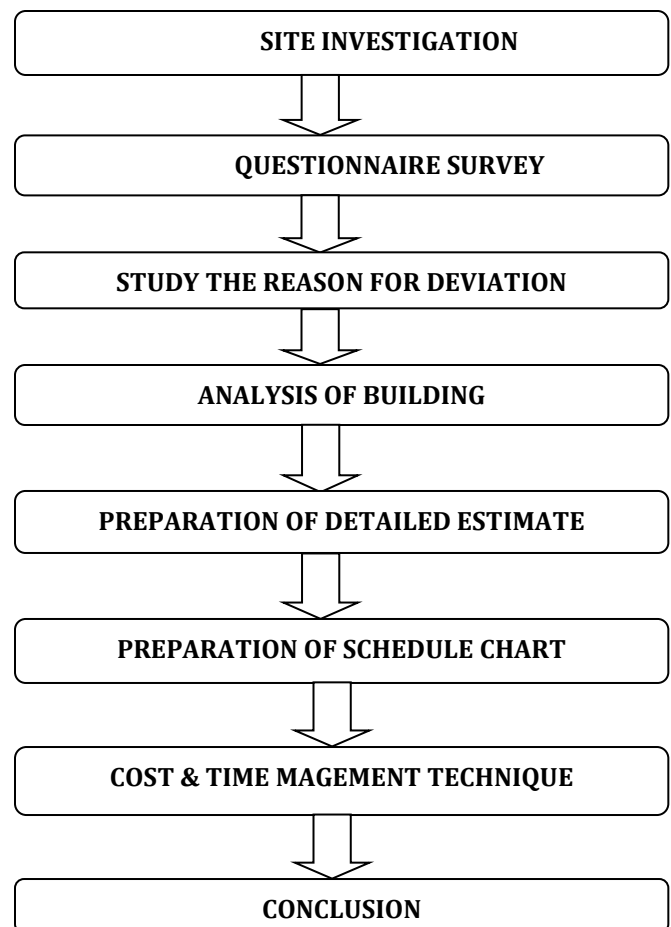 SITE INVESTIGATION
QUESTIONNAIRE SURVEY
STUDY THE REASON FOR DEVIATION
ANALYSIS OF BUILDING
PREPARATION OF DETAILED ESTIMATE
PREPARATION OF SCHEDULE CHART
COST & TIME MAGEMENT TECHNIQUE
CONCLUSION